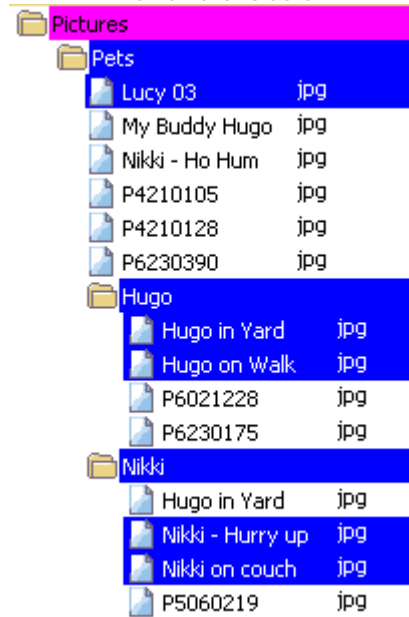 Pictures
Pets
Lucy 03 jpg
My Buddy Hugo jpg
Nikki - Ho Hum jpg
P4210105 jpg
P4210128 jpg
P6230390 jpg
Hugo
Hugo in Yard jpg
Hugo on Walk jpg
P6021228 jpg
P6230175 jpg
Nikki
Hugo in Yard jpg
Nikki - Hurry up jpg
Nikki on couch jpg
P5060219 jpg